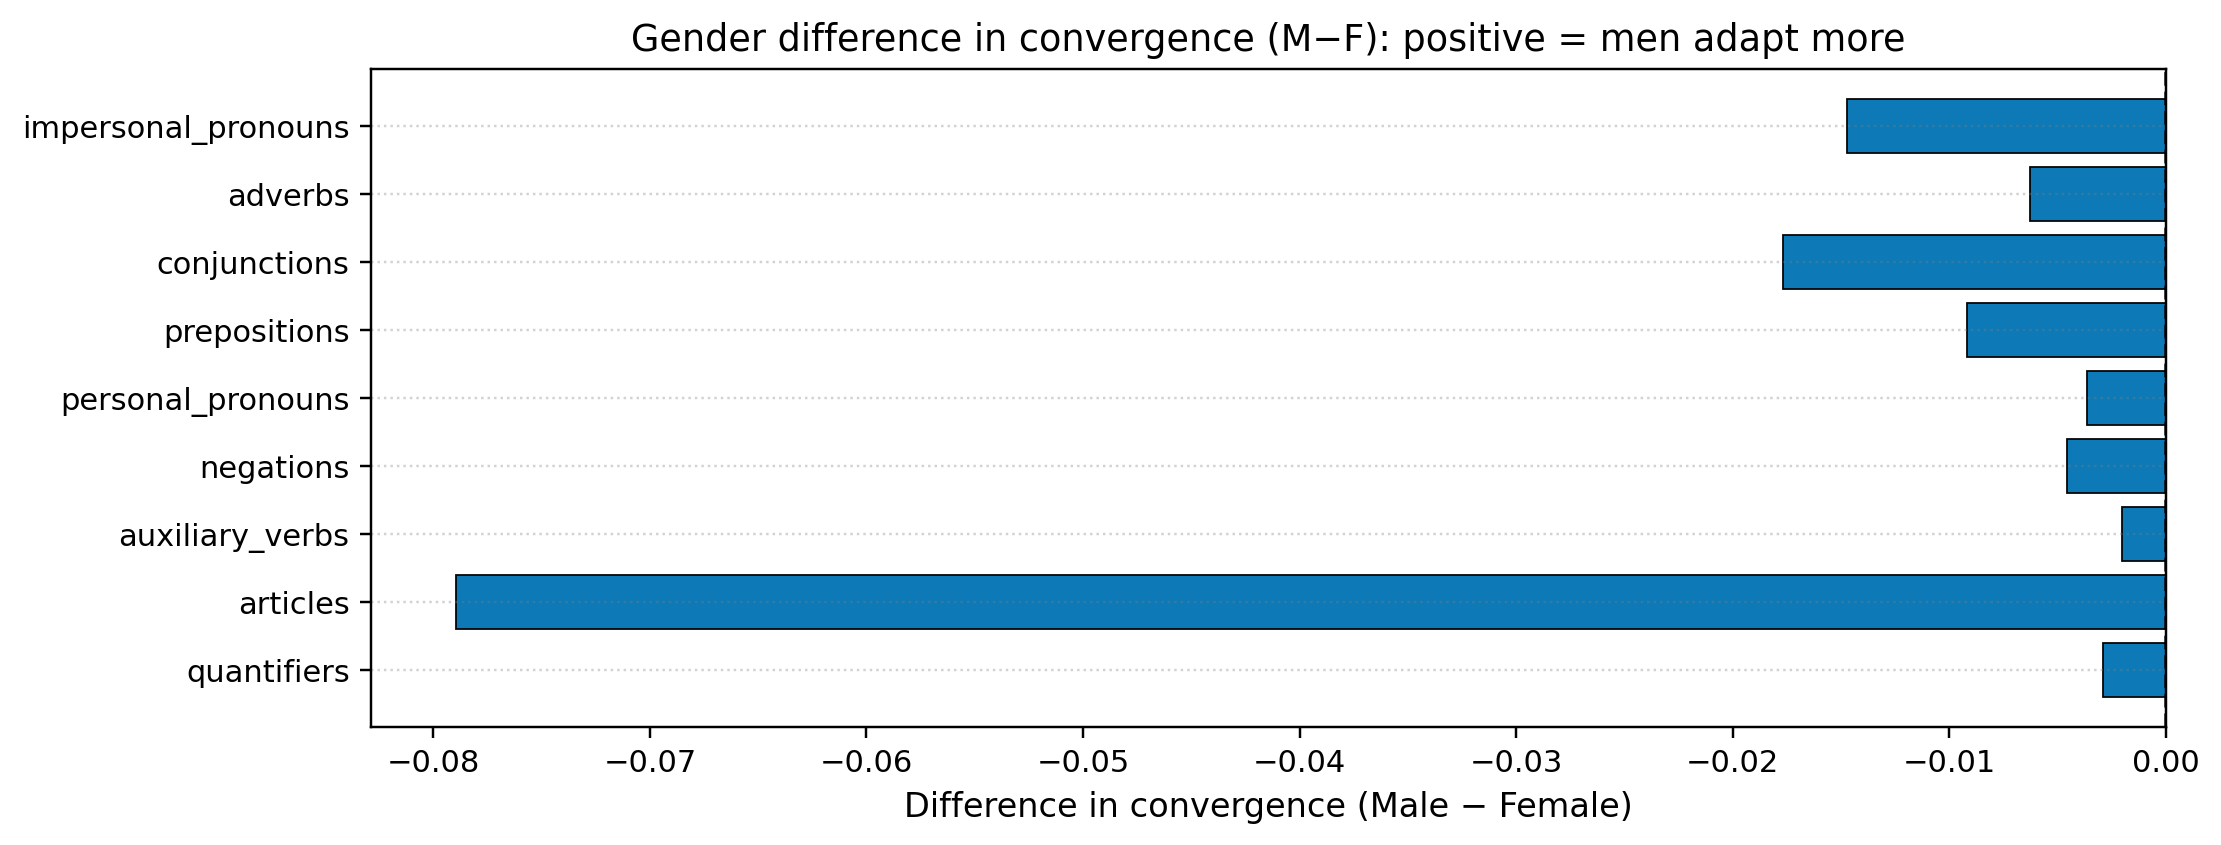 Gender difference in convergence (M−F): positive = men adapt more
impersonal_pronouns
adverbs
conjunctions
prepositions
personal_pronouns
negations
auxiliary_verbs
articles
quantifiers
−0.08 −0.07 −0.06 −0.05 −0.04 −0.03 −0.02 −0.01 0.00
Difference in convergence (Male − Female)